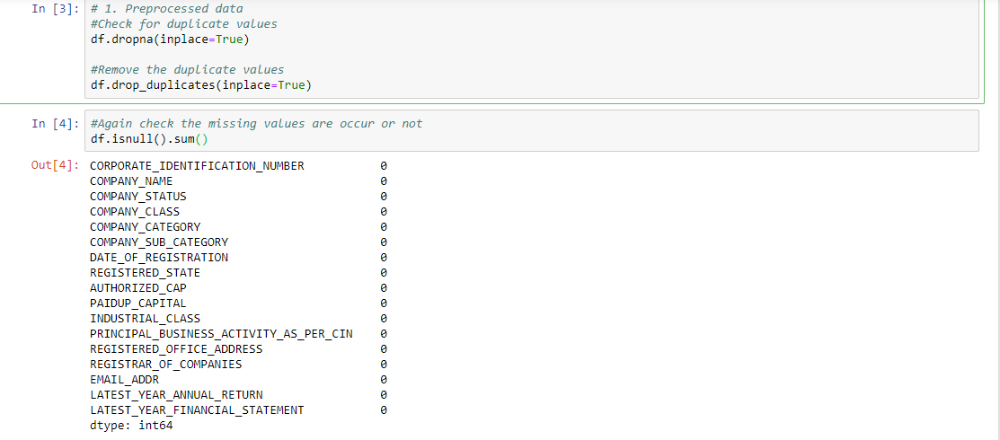 In [3]: # 1. Preprocessed data
#Check for duplicate values
df.dropna(inplace=True)
#Remove the duplicate values
df.drop_duplicates(inplace=True)
In [4]: #Again check the missing values are occur or not
df.isnull().sum()
Out[4]: CORPORATE_IDENTIFICATION_NUMBER 0
COMPANY_NAME 0
COMPANY_STATUS 0
COMPANY_CLASS 0
COMPANY_CATEGORY 0
COMPANY_SUB_CATEGORY 0
DATE_OF_REGISTRATION 0
REGISTERED_STATE 0
AUTHORIZED_CAP 0
PAIDUP_CAPITAL 0
INDUSTRIAL_CLASS 0
PRINCIPAL_BUSINESS_ACTIVITY_AS_PER_CIN 0
REGISTERED_OFFICE_ADDRESS 0
REGISTRAR_OF_COMPANIES 0
EMAIL_ADDR 0
LATEST_YEAR_ANNUAL_RETURN 0
LATEST_YEAR_FINANCIAL_STATEMENT 0
dtype: int64